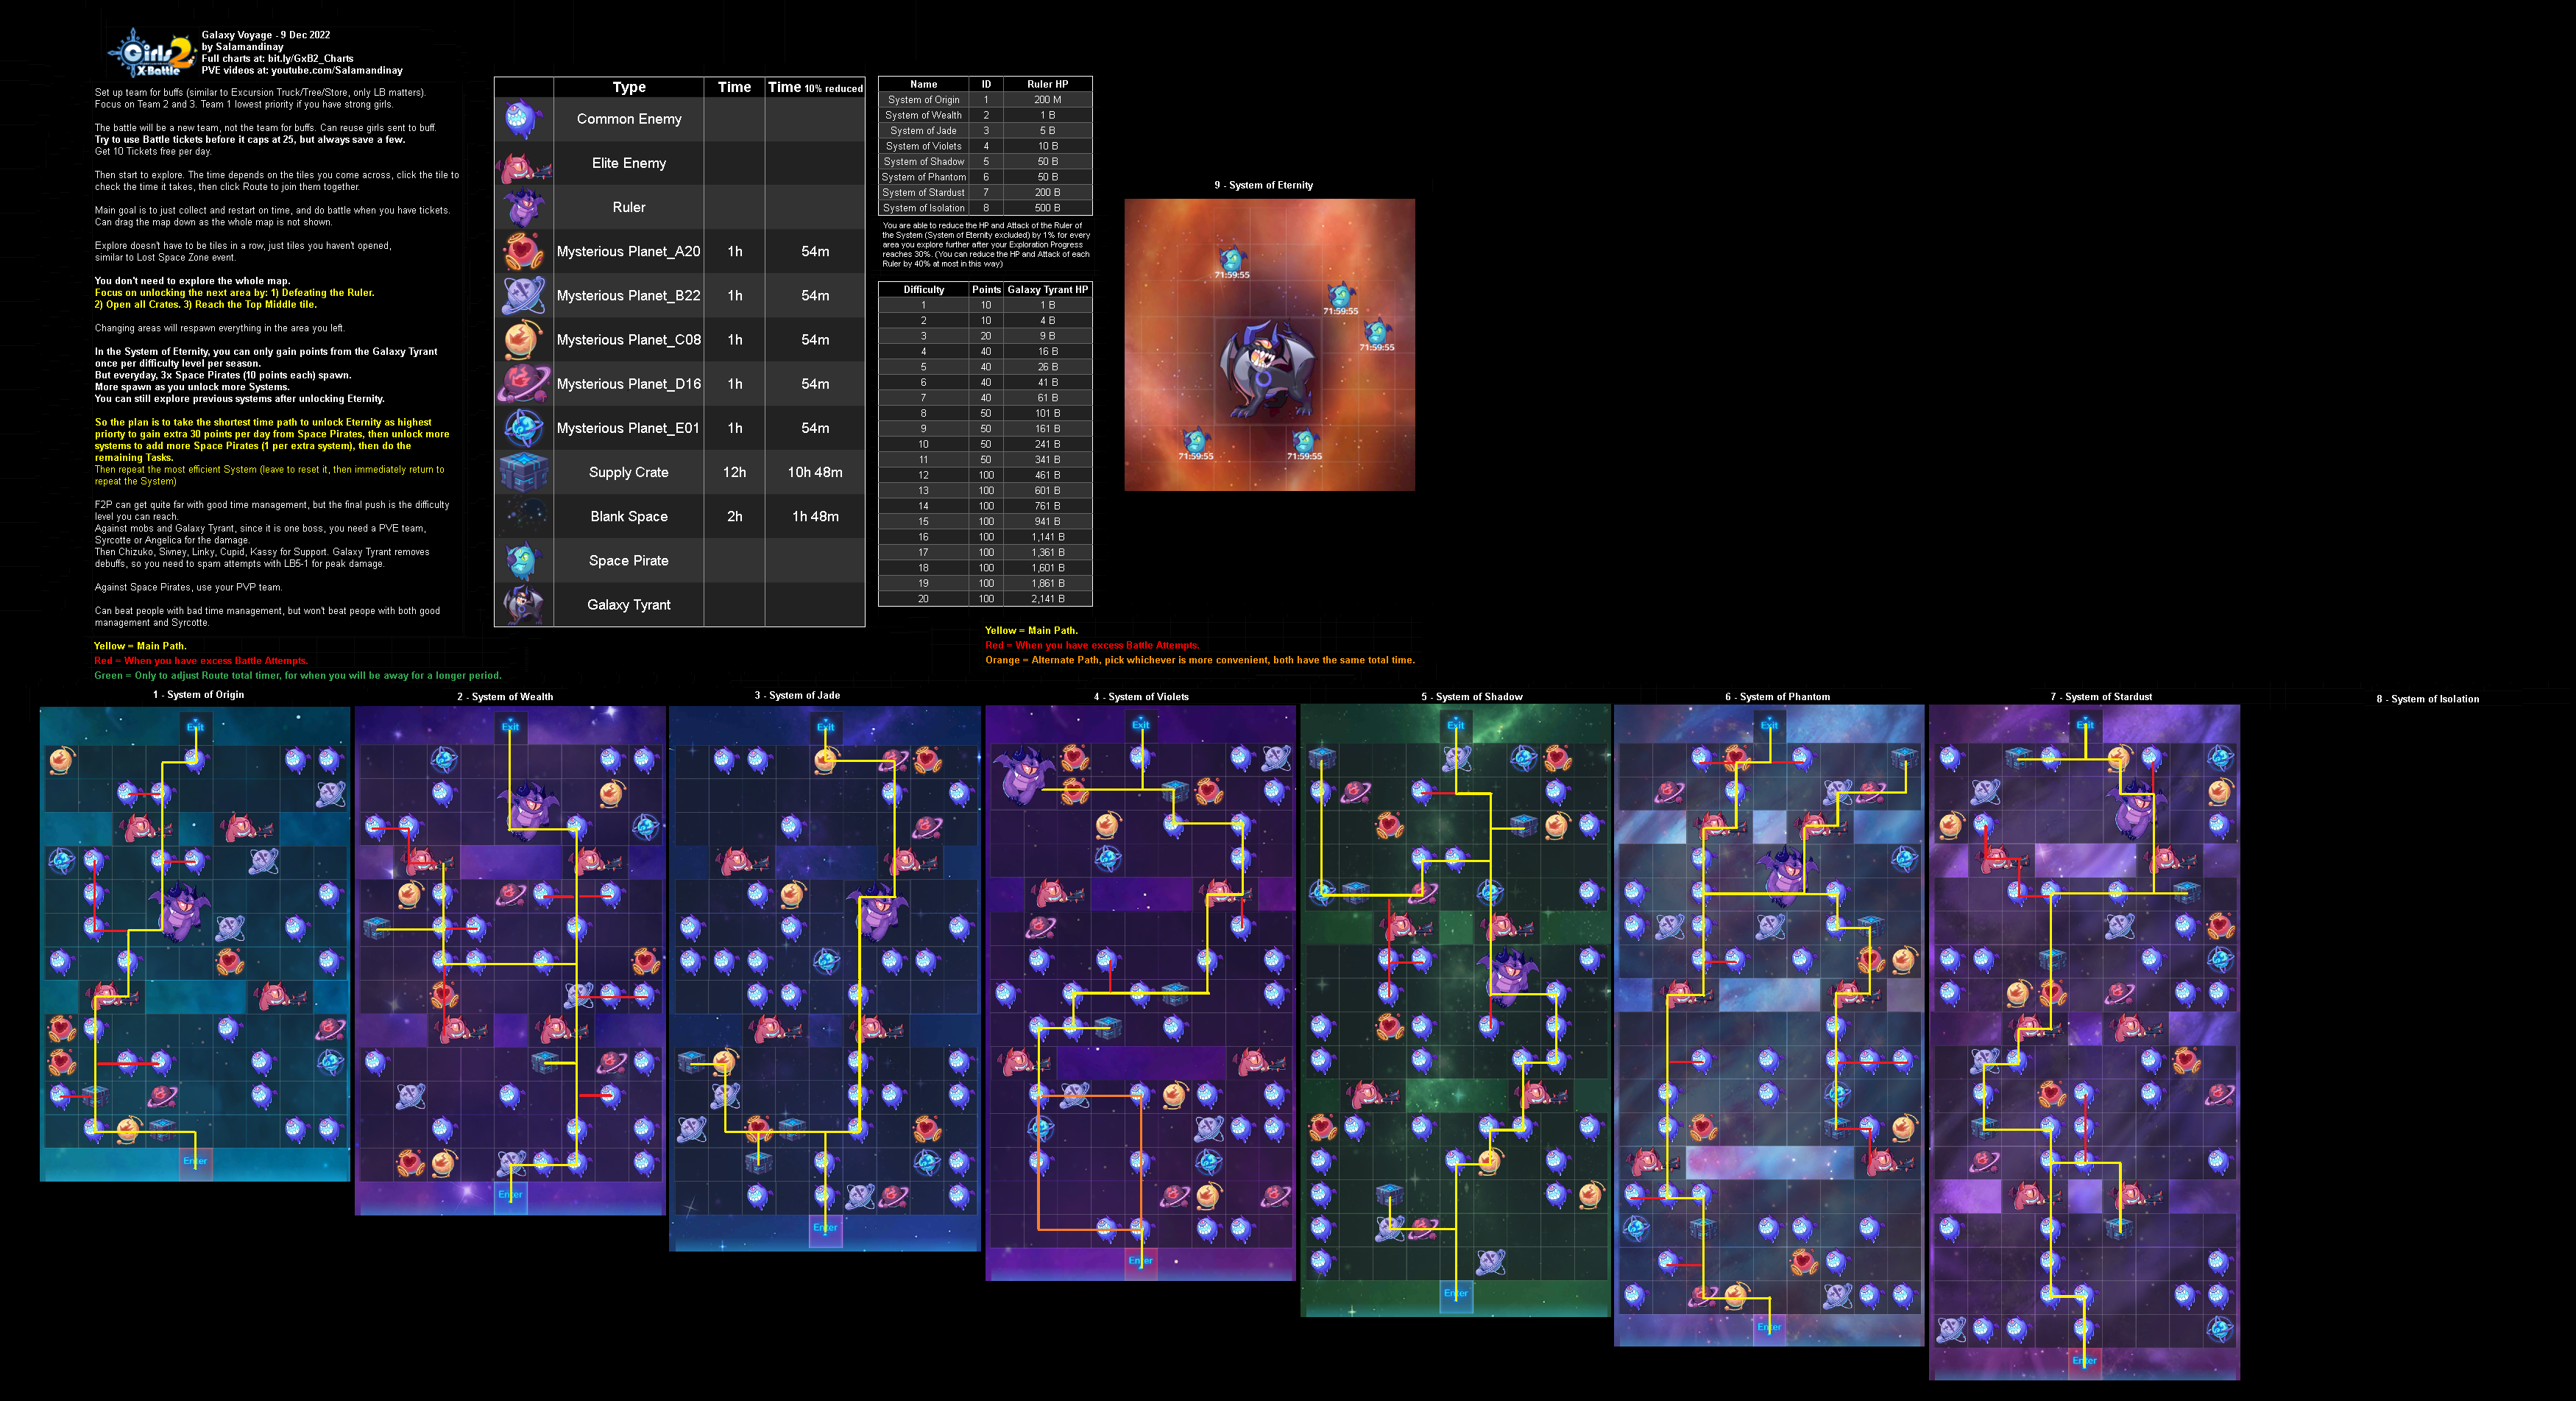 Girls2
X-Battle
Galaxy Voyage - 9 Dec 2022
by Salamandinay
Full charts at: bit.ly/GxB2_Charts
PVE videos at: youtube.com/Salamandinay
Set up team for buffs (similar to Excursion Truck/Tree/Store, only LB matters).
Focus on Team 2 and 3. Team 1 lowest priority if you have strong girls.
The battle will be a new team, not the team for buffs. Can reuse girls sent to buff.
Try to use Battle tickets before it caps at 25, but always save a few.
Get 10 Tickets free per day.
Then start to explore. The time depends on the tiles you come across, click the tile to
check the time it takes, then click Route to join them together.
Main goal is to just collect and restart on time, and do battle when you have tickets.
Can drag the map down as the whole map is not shown.
Explore doesn't have to be tiles in a row, just tiles you haven't opened,
similar to Lost Space Zone event.
You don't need to explore the whole map.
Focus on unlocking the next area by: 1) Defeating the Ruler.
2) Open all Crates. 3) Reach the Top Middle tile.
Changing areas will respawn everything in the area you left.
In the System of Eternity, you can only gain points from the Galaxy Tyrant
once per difficulty level per season.
But everyday, 3x Space Pirates (10 points each) spawn.
More spawn as you unlock more Systems.
You can still explore previous systems after unlocking Eternity.
So the plan is to take the shortest time path to unlock Eternity as highest
priorty to gain extra 30 points per day from Space Pirates, then unlock more
systems to add more Space Pirates (1 per extra system), then do the
remaining Tasks.
Then repeat the most efficient System (leave to reset it, then immediately return to
repeat the System)
F2P can get quite far with good time management, but the final push is the difficulty
level you can reach.
Against mobs and Galaxy Tyrant, since it is one boss, you need a PVE team,
Syrcotte or Angelica for the damage.
Then Chizuko, Sivney, Linky, Cupid, Kassy for Support. Galaxy Tyrant removes
debuffs, so you need to spam attempts with LB5-1 for peak damage.
Against Space Pirates, use your PVP team.
Can beat people with bad time management, but won't beat peope with both good
management and Syrcotte.
Yellow = Main Path.
Red = When you have excess Battle Attempts.
Green = Only to adjust Route total timer, for when you will be away for a longer period.
Type Time Time 10% reduced
Common Enemy
Elite Enemy
Ruler
Mysterious Planet_A20 1h 54m
Mysterious Planet_B22 1h 54m
Mysterious Planet_C08 1h 54m
Mysterious Planet_D16 1h 54m
Mysterious Planet_E01 1h 54m
Supply Crate 12h 10h 48m
Blank Space 2h 1h 48m
Space Pirate
Galaxy Tyrant
Name ID Ruler HP
System of Origin 1 200 M
System of Wealth 2 1 B
System of Jade 3 5 B
System of Violets 4 10 B
System of Shadow 5 50 B
System of Phantom 6 50 B
System of Stardust 7 200 B
System of Isolation 8 500 B
You are able to reduce the HP and Attack of the Ruler of
the System (System of Eternity excluded) by 1% for every
area you explore further after your Exploration Progress
reaches 30%. (You can reduce the HP and Attack of each
Ruler by 40% at most in this way)
Difficulty Points Galaxy Tyrant HP
1 10 1 B
2 10 4 B
3 20 9 B
4 40 16 B
5 40 26 B
6 40 41 B
7 40 61 B
8 50 101 B
9 50 161 B
10 50 241 B
11 50 341 B
12 100 461 B
13 100 601 B
14 100 761 B
15 100 941 B
16 100 1,141 B
17 100 1,361 B
18 100 1,601 B
19 100 1,861 B
20 100 2,141 B
9 - System of Eternity
71:59:55
71:59:55
71:59:55
71:59:55
71:59:55
Yellow = Main Path.
Red = When you have excess Battle Attempts.
Orange = Alternate Path, pick whichever is more convenient, both have the same total time.
1 - System of Origin
Exit
Enter
2 - System of Wealth
Exit
Enter
3 - System of Jade
Exit
Enter
4 - System of Violets
Exit
Enter
5 - System of Shadow
Exit
Enter
6 - System of Phantom
Exit
Enter
7 - System of Stardust
Exit
Enter
8 - System of Isolation